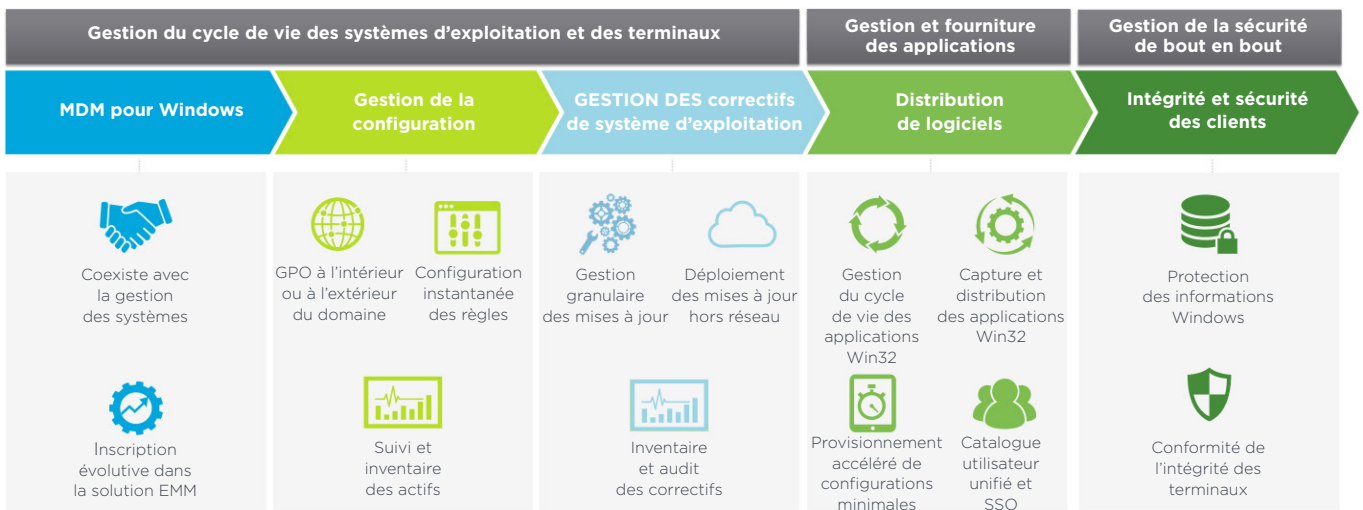 Gestion du cycle de vie des systèmes d'exploitation et des terminaux
Gestion et fourniture
des applications
Gestion de la sécurité
de bout en bout
MDM pour Windows
Gestion de la
configuration
GESTION DES correctifs
de système d'exploitation
Distribution
de logiciels
Intégrité et sécurité
des clients
Coexiste avec
la gestion
des systèmes
Inscription
évolutive dans
la solution EMM
GPO à l'intérieur
ou à l'extérieur
du domaine
Configuration
instantanée
des règles
Suivi et
inventaire
des actifs
Gestion
granulaire
des mises à jour
Déploiement
des mises à jour
hors réseau
Inventaire
et audit
des correctifs
Gestion
du cycle
de vie des
applications
Win32
Capture et
distribution
des applications
Win32
Provisionnement
accéléré de
configurations
minimales
Catalogue
utilisateur
unifié et
SSO
Protection
des informations
Windows
Conformité de
l'intégrité des
terminaux